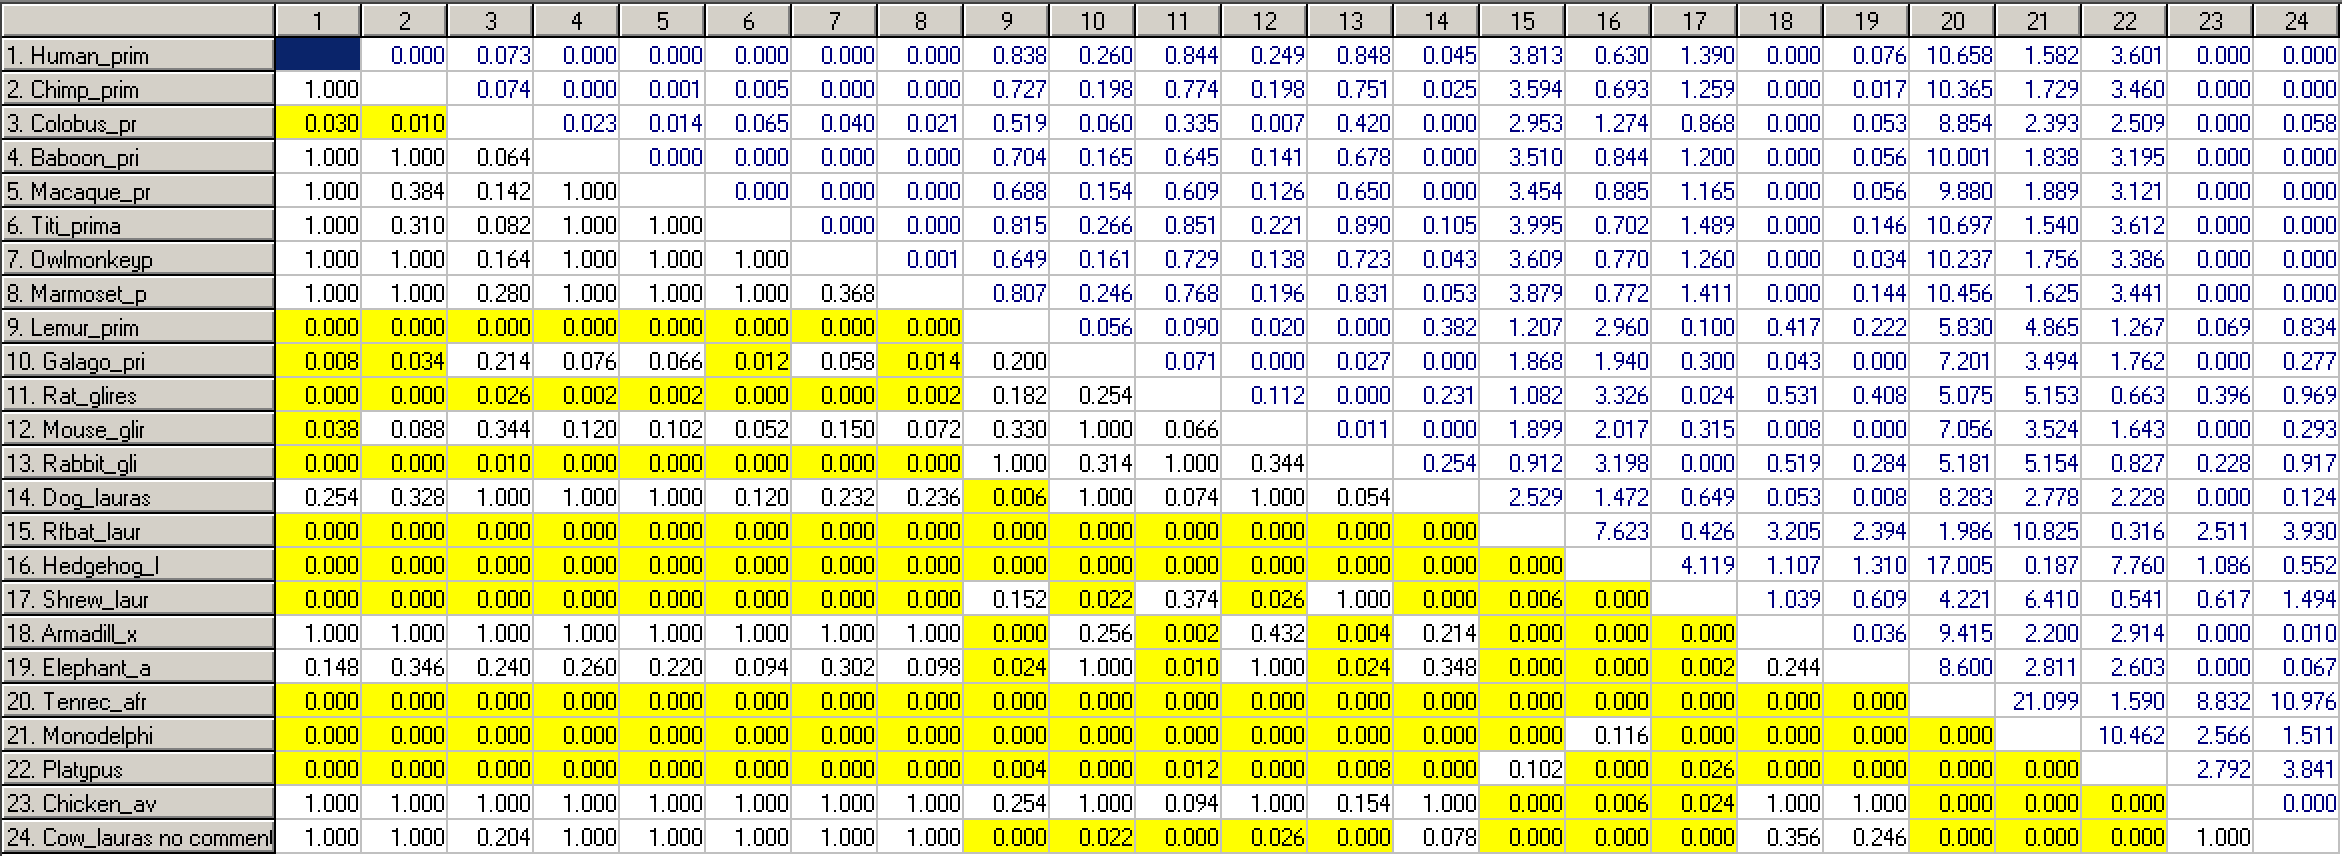 1 2 3 4 5 6 7 8 9 10 11 12 13 14 15 16 17 18 19 20 21 22 23 24
1. Human_prim 0.000 0.073 0.000 0.000 0.000 0.000 0.000 0.838 0.260 0.844 0.249 0.848 0.045 3.813 0.630 1.390 0.000 0.076 10.658 1.582 3.601 0.000 0.000
2. Chimp_prim 1.000 0.074 0.000 0.001 0.005 0.000 0.000 0.727 0.198 0.774 0.198 0.751 0.025 3.594 0.693 1.259 0.000 0.017 10.365 1.729 3.460 0.000 0.000
3. Colobus_pr 0.030 0.010 0.023 0.014 0.065 0.040 0.021 0.519 0.060 0.335 0.007 0.420 0.000 2.953 1.274 0.868 0.000 0.053 8.854 2.393 2.509 0.000 0.058
4. Baboon_pri 1.000 1.000 0.064 0.000 0.000 0.000 0.000 0.704 0.165 0.645 0.141 0.678 0.000 3.510 0.844 1.200 0.000 0.056 10.001 1.838 3.195 0.000 0.000
5. Macaque_pr 1.000 0.384 0.142 1.000 0.000 0.000 0.000 0.688 0.154 0.609 0.126 0.650 0.000 3.454 0.885 1.165 0.000 0.056 9.880 1.889 3.121 0.000 0.000
6. Titi_prima 1.000 0.310 0.082 1.000 1.000 0.000 0.000 0.815 0.266 0.851 0.221 0.890 0.105 3.995 0.702 1.489 0.000 0.146 10.697 1.540 3.612 0.000 0.000
7. Owlmonkeyp 1.000 1.000 0.164 1.000 1.000 1.000 0.001 0.649 0.161 0.729 0.138 0.723 0.043 3.609 0.770 1.260 0.000 0.034 10.237 1.756 3.386 0.000 0.000
8. Marmoset_p 1.000 1.000 0.280 1.000 1.000 1.000 0.368 0.807 0.246 0.768 0.196 0.831 0.053 3.879 0.772 1.411 0.000 0.144 10.456 1.625 3.441 0.000 0.000
9. Lemur_prim 0.000 0.000 0.000 0.000 0.000 0.000 0.000 0.000 0.056 0.090 0.020 0.000 0.382 1.207 2.960 0.100 0.417 0.222 5.830 4.865 1.267 0.069 0.834
10. Galago_pri 0.008 0.034 0.214 0.076 0.066 0.012 0.058 0.014 0.200 0.071 0.000 0.027 0.000 1.868 1.940 0.300 0.043 0.000 7.201 3.494 1.762 0.000 0.277
11. Rat_glires 0.000 0.000 0.026 0.002 0.002 0.000 0.000 0.002 0.182 0.254 0.112 0.000 0.231 1.082 3.326 0.024 0.531 0.408 5.075 5.153 0.663 0.396 0.969
12. Mouse_glir 0.038 0.088 0.344 0.120 0.102 0.052 0.150 0.072 0.330 1.000 0.066 0.011 0.000 1.899 2.017 0.315 0.008 0.000 7.056 3.524 1.643 0.000 0.293
13. Rabbit_gli 0.000 0.000 0.010 0.000 0.000 0.000 0.000 0.000 1.000 0.314 1.000 0.344 0.254 0.912 3.198 0.000 0.519 0.284 5.181 5.154 0.827 0.228 0.917
14. Dog_lauras 0.254 0.328 1.000 1.000 1.000 0.120 0.232 0.236 0.006 1.000 0.074 1.000 0.054 2.529 1.472 0.649 0.053 0.008 8.283 2.778 2.228 0.000 0.124
15. Rfbat_laur 0.000 0.000 0.000 0.000 0.000 0.000 0.000 0.000 0.000 0.000 0.000 0.000 0.000 0.000 7.623 0.426 3.205 2.394 1.986 10.825 0.316 2.511 3.930
16. Hedgehog_l 0.000 0.000 0.000 0.000 0.000 0.000 0.000 0.000 0.000 0.000 0.000 0.000 0.000 0.000 0.000 4.119 1.107 1.310 17.005 0.187 7.760 1.086 0.552
17. Shrew_laur 0.000 0.000 0.000 0.000 0.000 0.000 0.000 0.000 0.152 0.022 0.374 0.026 1.000 0.000 0.006 0.000 1.039 0.609 4.221 6.410 0.541 0.617 1.494
18. Armadill_x 1.000 1.000 1.000 1.000 1.000 1.000 1.000 1.000 0.000 0.256 0.002 0.432 0.004 0.214 0.000 0.000 0.000 0.036 9.415 2.200 2.914 0.000 0.010
19. Elephant_a 0.148 0.346 0.240 0.260 0.220 0.094 0.302 0.098 0.024 1.000 0.010 1.000 0.024 0.348 0.000 0.000 0.002 0.244 8.600 2.811 2.603 0.000 0.067
20. Tenrec_afr 0.000 0.000 0.000 0.000 0.000 0.000 0.000 0.000 0.000 0.000 0.000 0.000 0.000 0.000 0.000 0.000 0.000 0.000 0.000 21.099 1.590 8.832 10.976
21. Monodelphi 0.000 0.000 0.000 0.000 0.000 0.000 0.000 0.000 0.000 0.000 0.000 0.000 0.000 0.000 0.000 0.116 0.000 0.000 0.000 0.000 10.462 2.566 1.511
22. Platypus 0.000 0.000 0.000 0.000 0.000 0.000 0.000 0.000 0.004 0.000 0.012 0.000 0.008 0.000 0.102 0.000 0.026 0.000 0.000 0.000 0.000 2.792 3.841
23. Chicken_av 1.000 1.000 1.000 1.000 1.000 1.000 1.000 1.000 0.254 1.000 0.094 1.000 0.154 1.000 0.000 0.006 0.024 1.000 1.000 0.000 0.000 0.000 0.000
24. Cow_lauras no comment 1.000 1.000 0.204 1.000 1.000 1.000 1.000 1.000 0.000 0.022 0.000 0.026 0.000 0.078 0.000 0.000 0.000 0.356 0.246 0.000 0.000 0.000 1.000